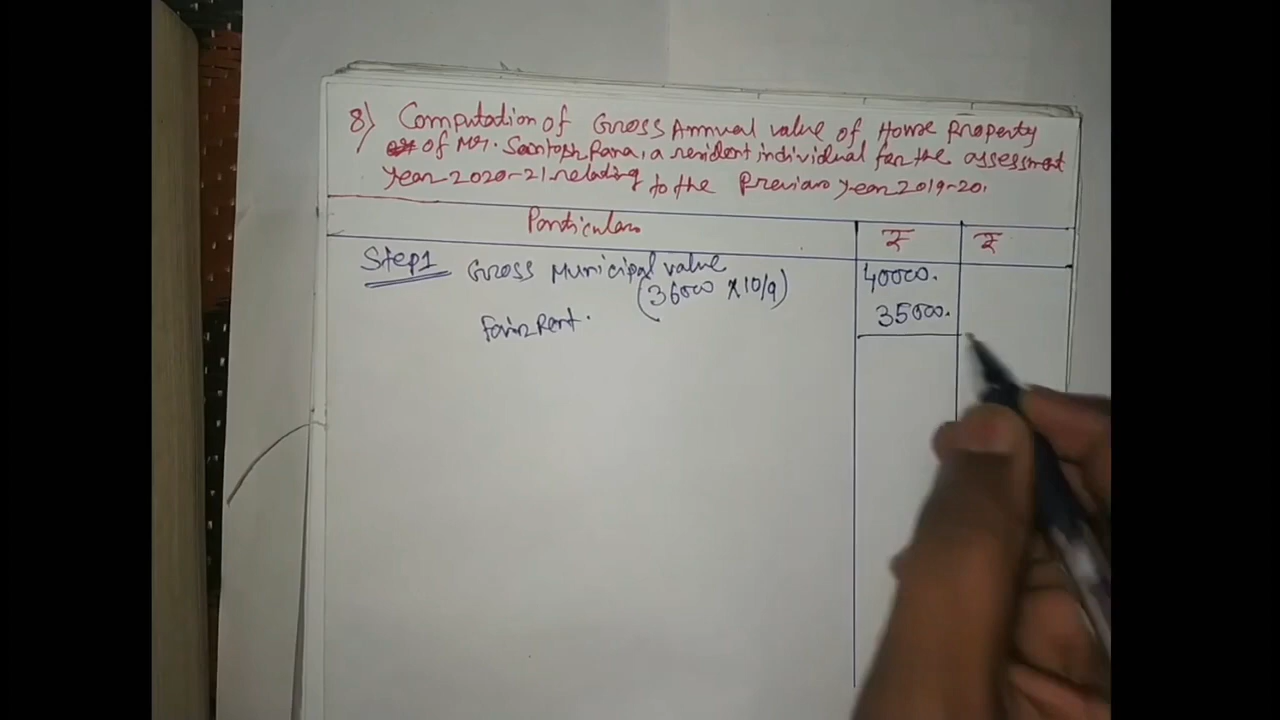 8) Computation of Gross Annual value of House Property
of Mr. Santosh Rana, a resident individual for the assessment
year 2020-21 relating to the Previous year 2019-20.
Particulars ₹ ₹
Step1 Gross Municipal value 40000.
(36000 x 10/9)
Fair Rent. 35000.